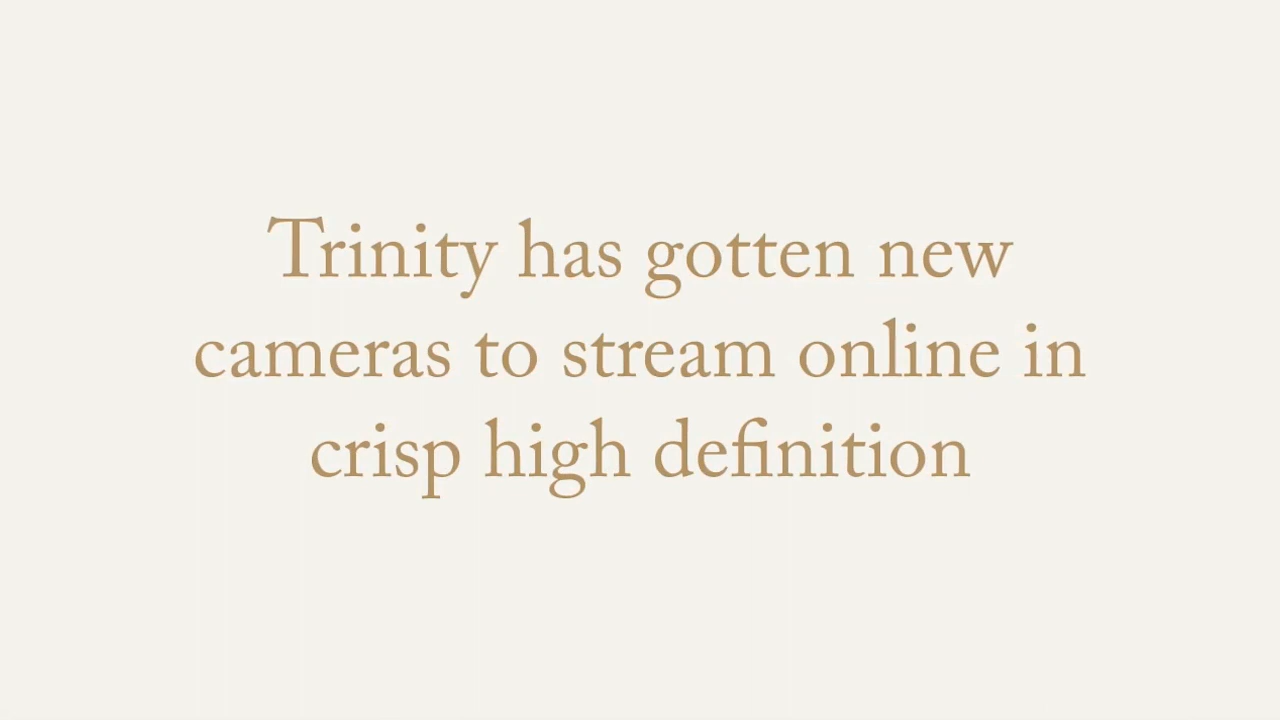 Trinity has gotten new
cameras to stream online in
crisp high definition